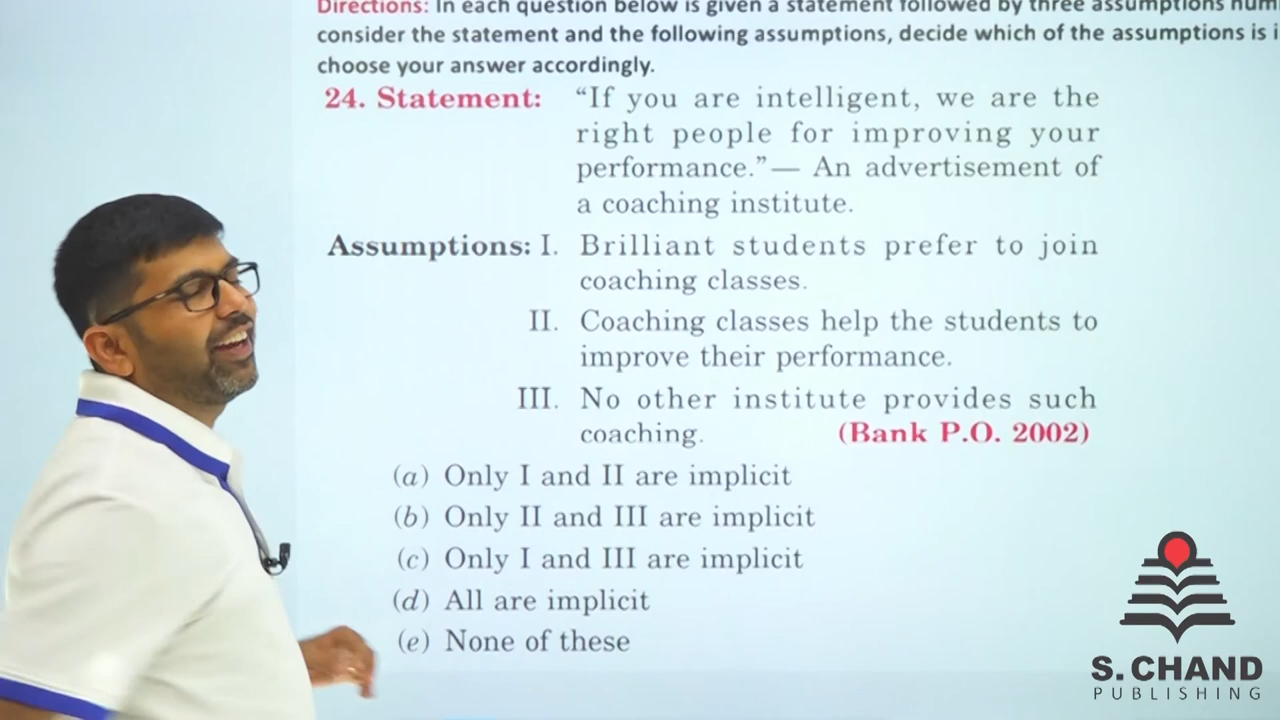 Directions: In each question below is given a statement followed by three assumptions
consider the statement and the following assumptions, decide which of the assumptions is
choose your answer accordingly.
24. Statement: “If you are intelligent, we are the
right people for improving your
performance.”— An advertisement of
a coaching institute.
Assumptions: I. Brilliant students prefer to join
coaching classes.
II. Coaching classes help the students to
improve their performance.
III. No other institute provides such
coaching. (Bank P.O. 2002)
(a) Only I and II are implicit
(b) Only II and III are implicit
(c) Only I and III are implicit
(d) All are implicit
(e) None of these
S. CHAND
PUBLISHING